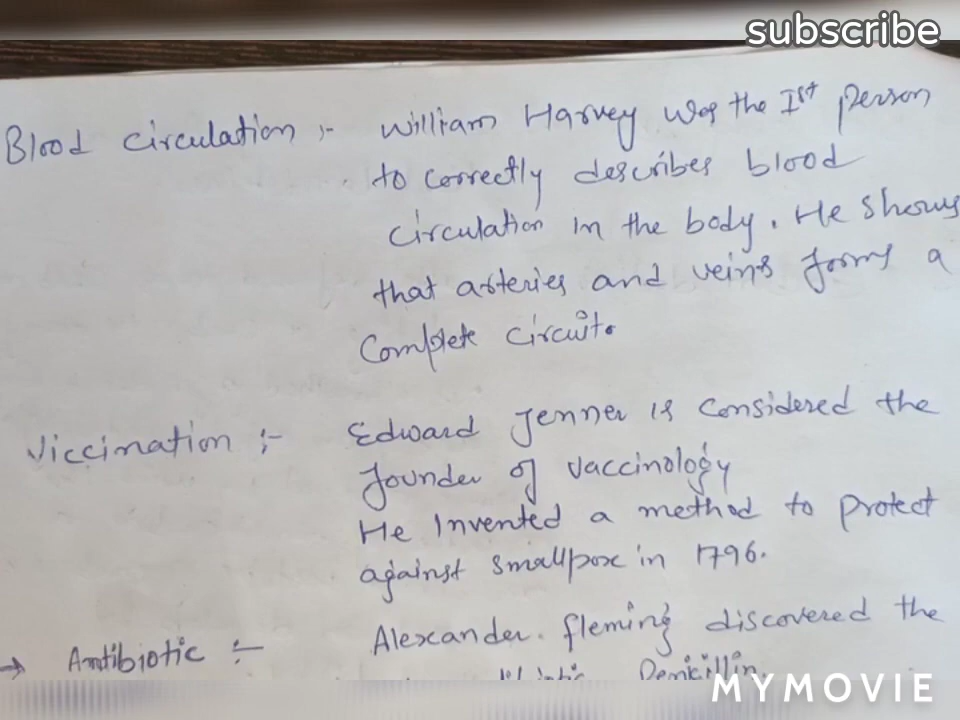 subscribe
Blood Circulation :- William Harvey was the Ist person
to correctly describes blood
circulation in the body. He shows
that arteries and veins forms a
Complete circuit.
Viccination :- Edward Jenner is considered the
founder of vaccinology
He Invented a method to protect
against smallpox in 1796.
→ Antibiotic :- Alexander. fleming discovered the
Penicillin
MYMOVIE